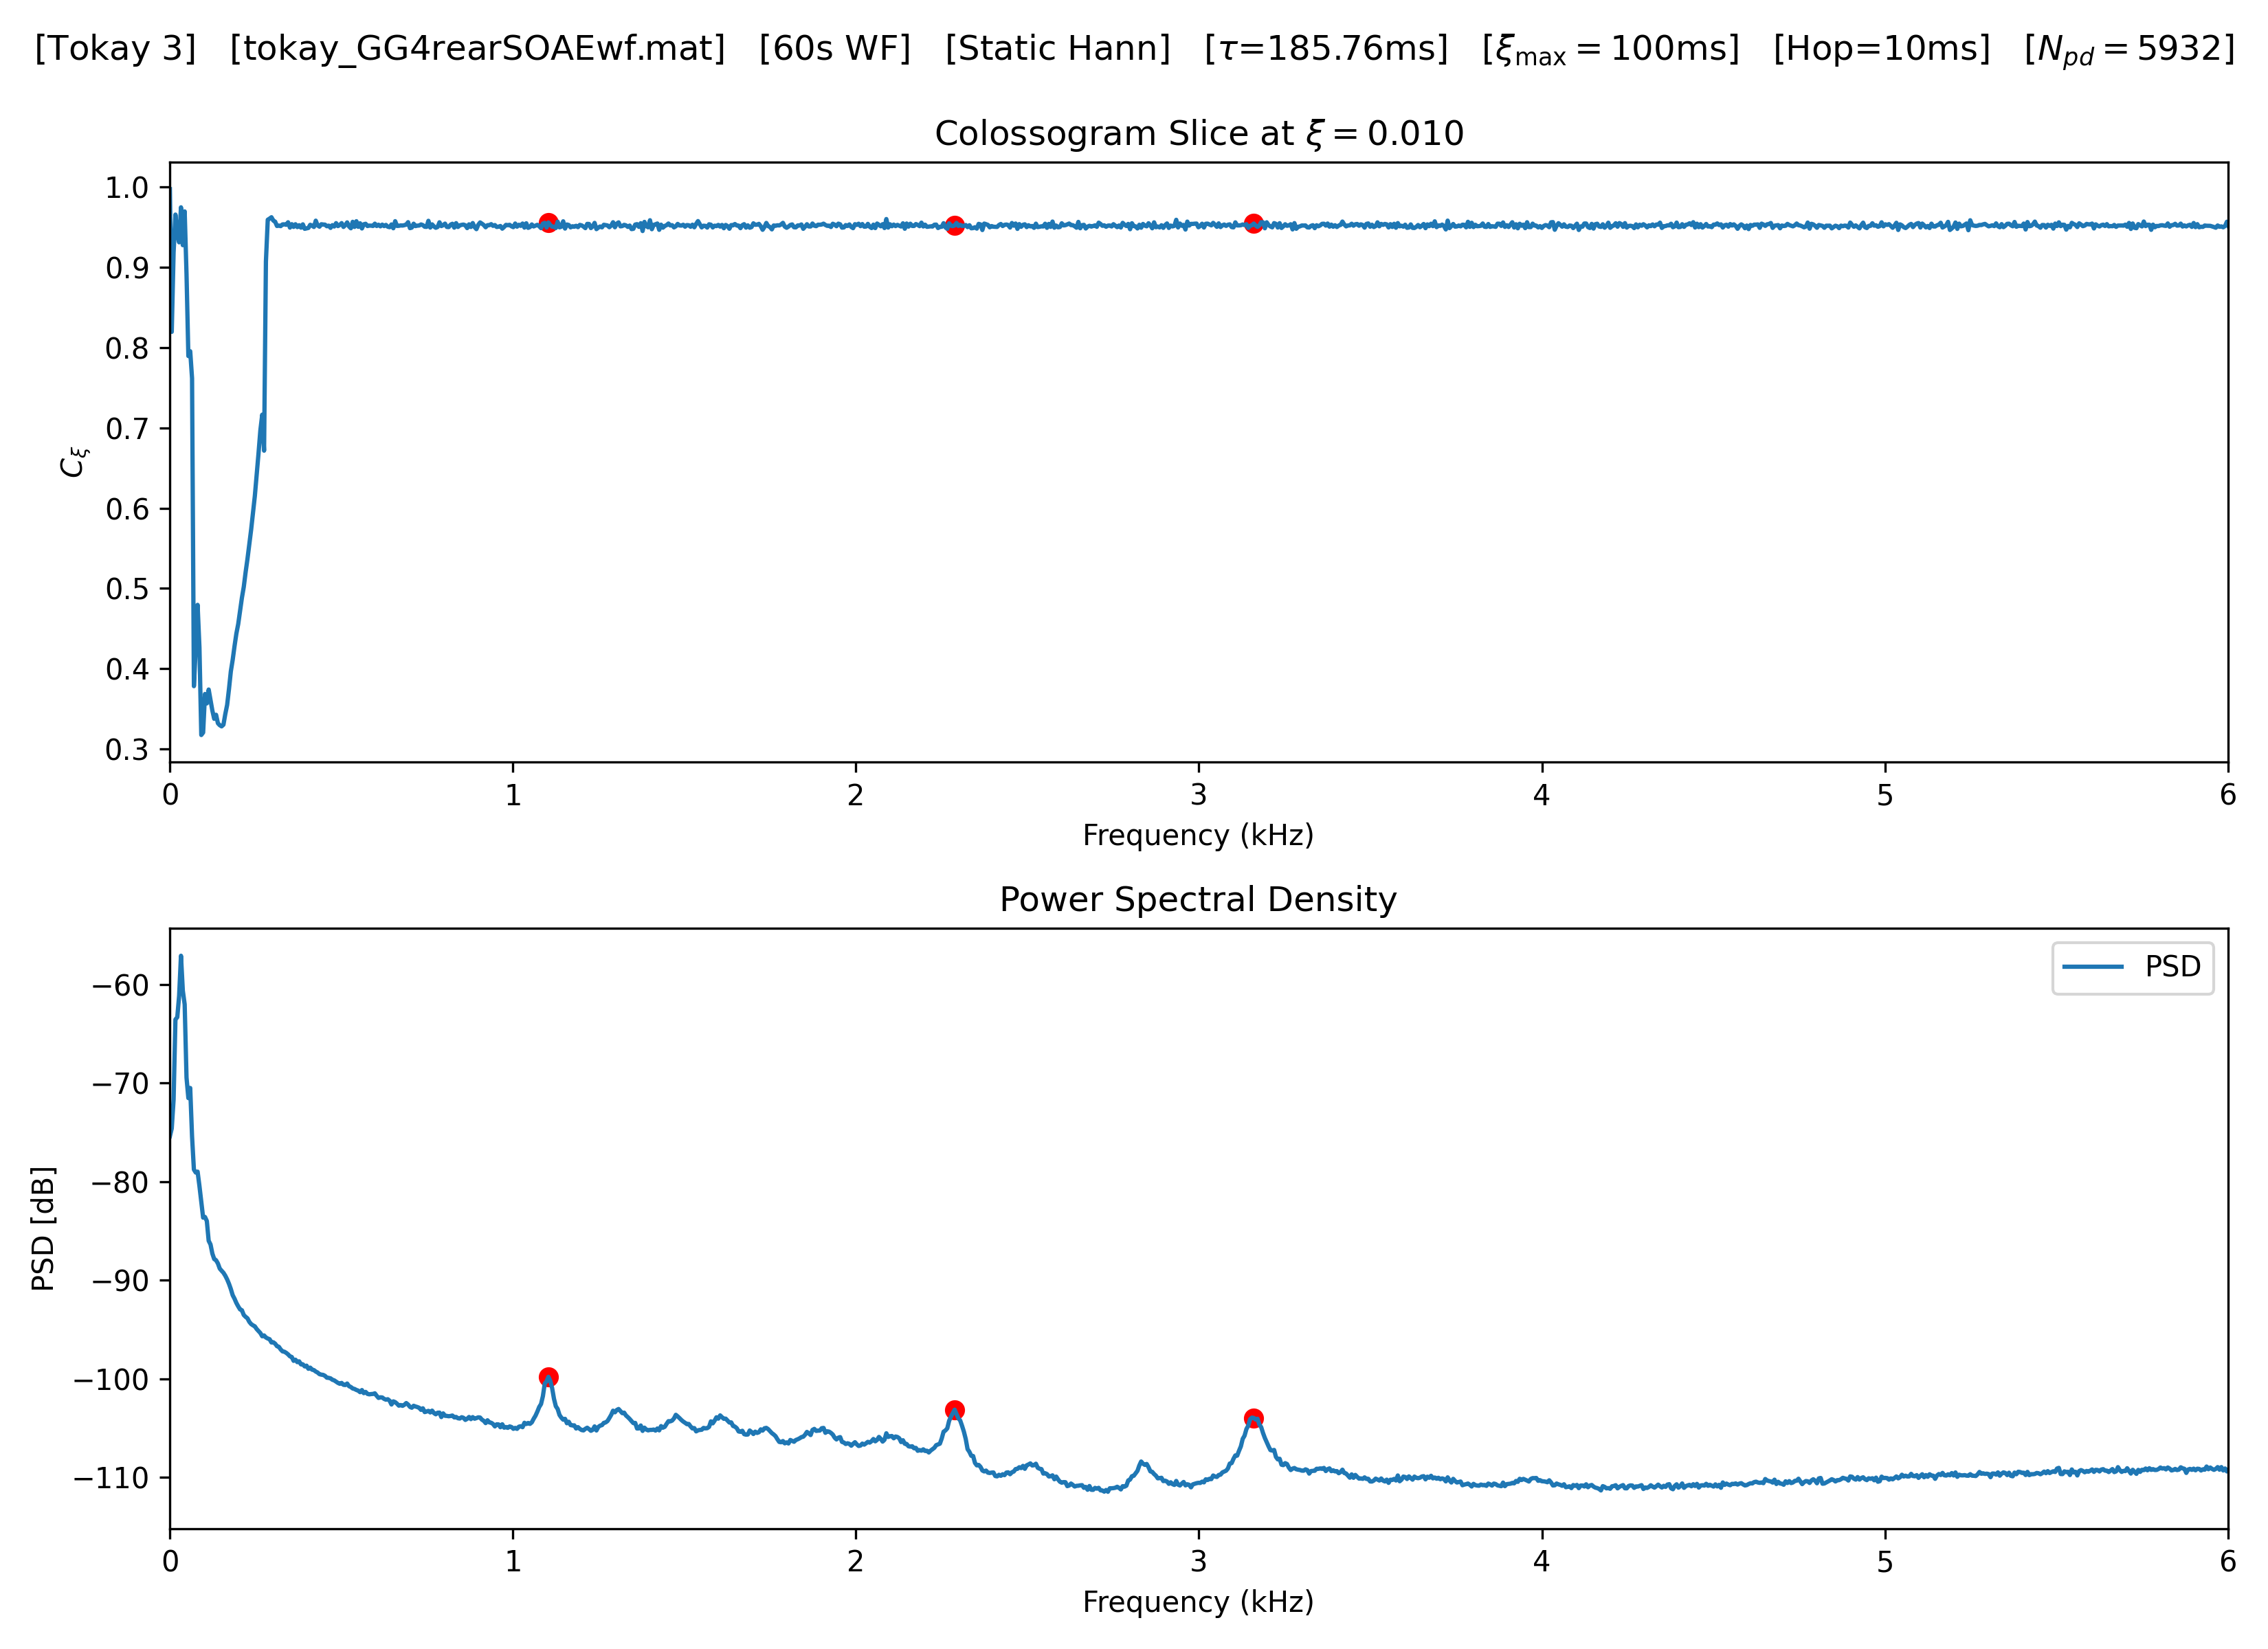 [Tokay 3] [tokay_GG4rearSOAEwf.mat] [60s WF] [Static Hann] [τ=185.76ms] [ξmax = 100ms] [Hop=10ms] [Npd = 5932]
Colossogram Slice at ξ = 0.010
1.0
0.9
0.8
0.7
0.6
0.5
0.4
0.3
Cξ
0 1 2 3 4 5 6
Frequency (kHz)
Power Spectral Density
PSD
−60
−70
−80
−90
−100
−110
PSD [dB]
0 1 2 3 4 5 6
Frequency (kHz)